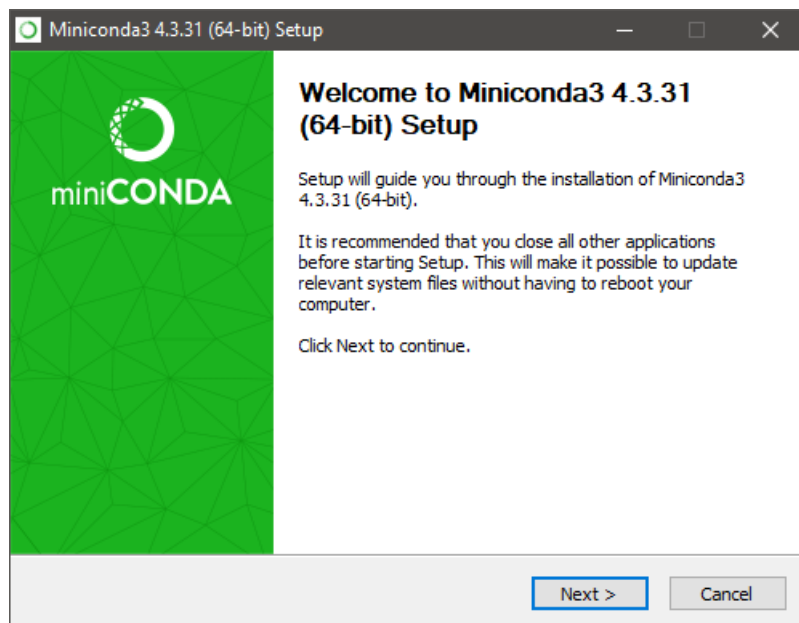 Miniconda3 4.3.31 (64-bit) Setup
miniCONDA
Welcome to Miniconda3 4.3.31
(64-bit) Setup
Setup will guide you through the installation of Miniconda3
4.3.31 (64-bit).
It is recommended that you close all other applications
before starting Setup. This will make it possible to update
relevant system files without having to reboot your
computer.
Click Next to continue.
Next >
Cancel